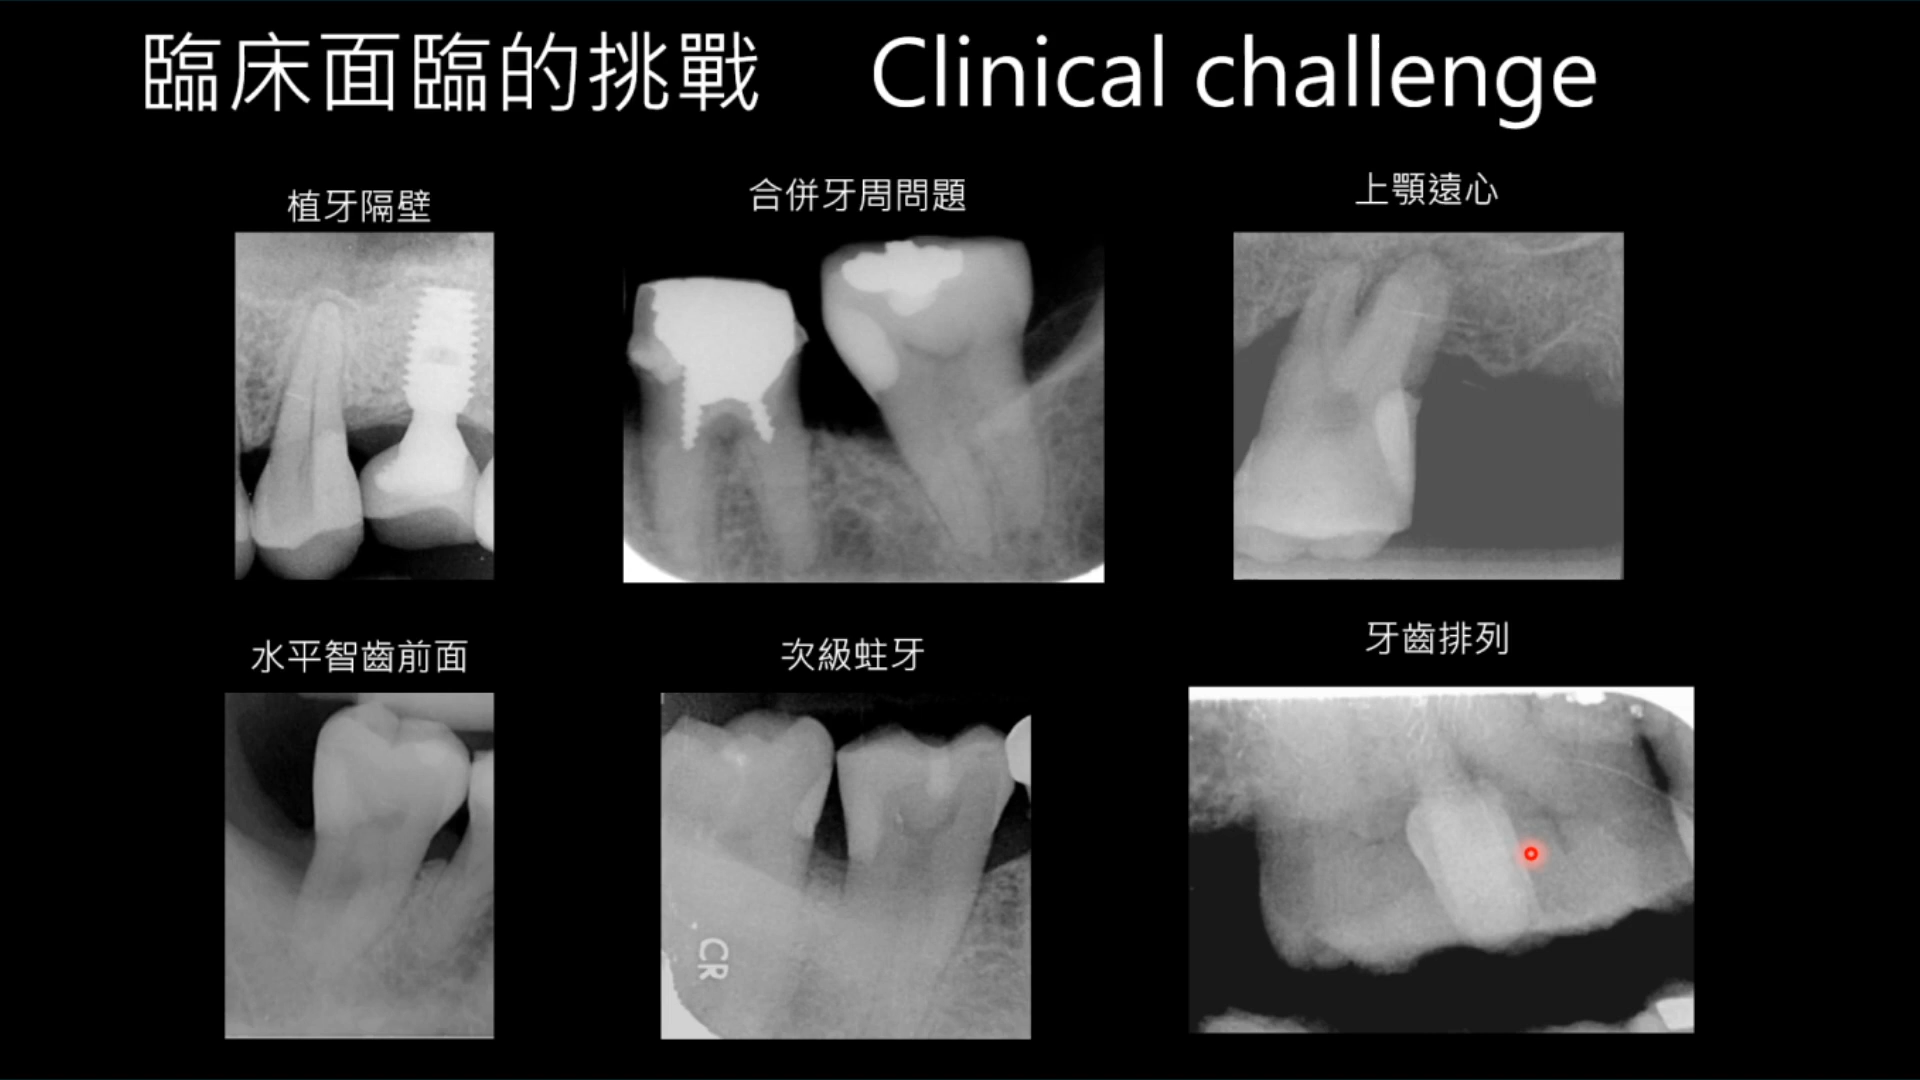 臨床面臨的挑戰 Clinical challenge
植牙隔壁
合併牙周問題
上顎遠心
水平智齒前面
次級蛀牙
牙齒排列
CR